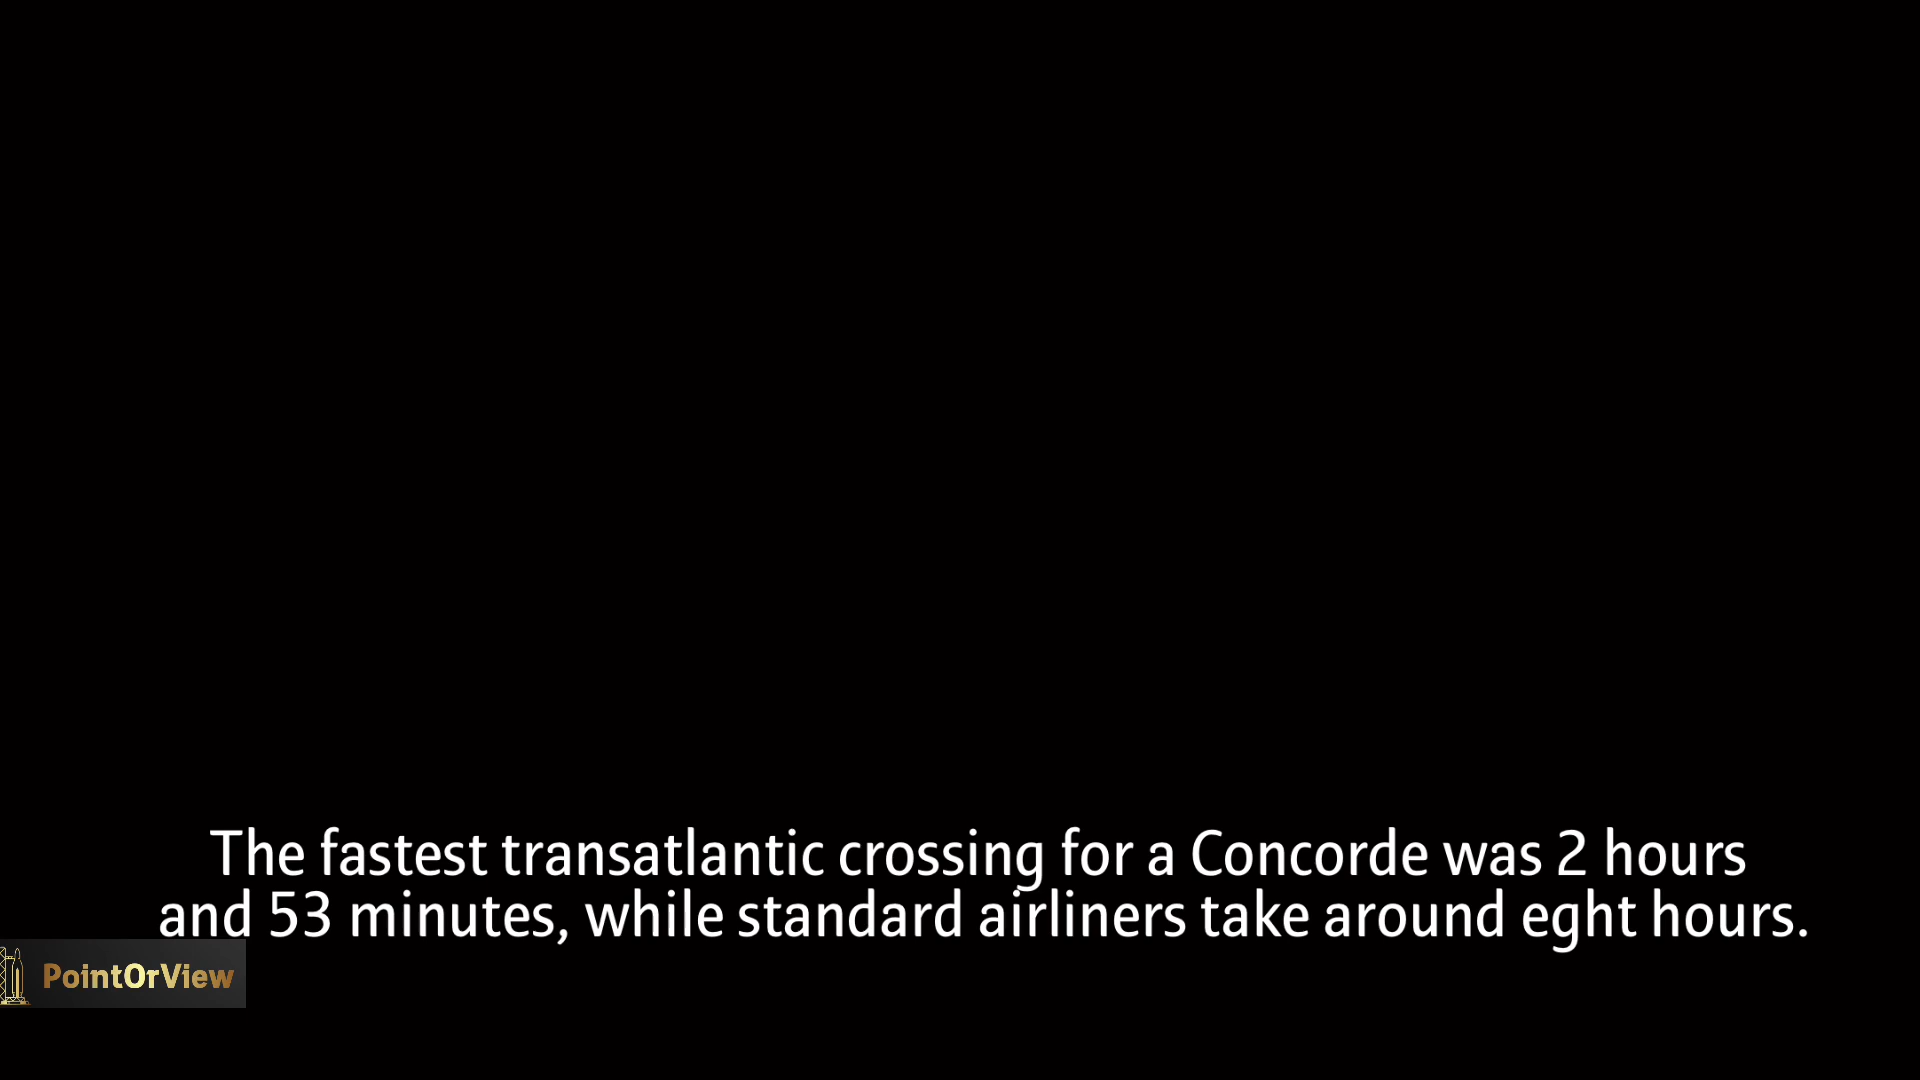 The fastest transatlantic crossing for a Concorde was 2 hours
and 53 minutes, while standard airliners take around eght hours.
PointOrView